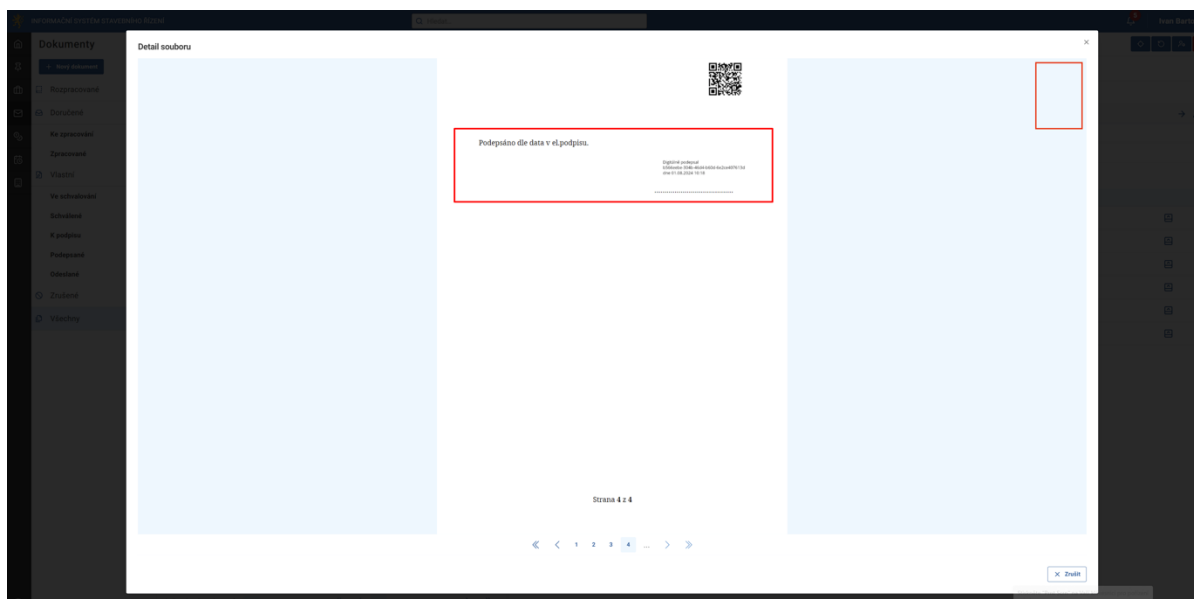 INFORMAČNÍ SYSTÉM STAVEBNÍHO ŘÍZENÍ
Hledat...
Ivan
Dokumenty
+ Nový dokument
Rozpracované
Doručené
Ke zpracování
Zpracované
Vlastní
Ve schvalování
Schválené
K podpisu
Podepsané
Odeslané
Zrušené
Všechny
Detail souboru
×
Podepsáno dle data v el.podpisu.
Digitálně podepsal
dne 01.08.2024 10:18
Strana 4 z 4
1 2 3 4 ...
× Zrušit